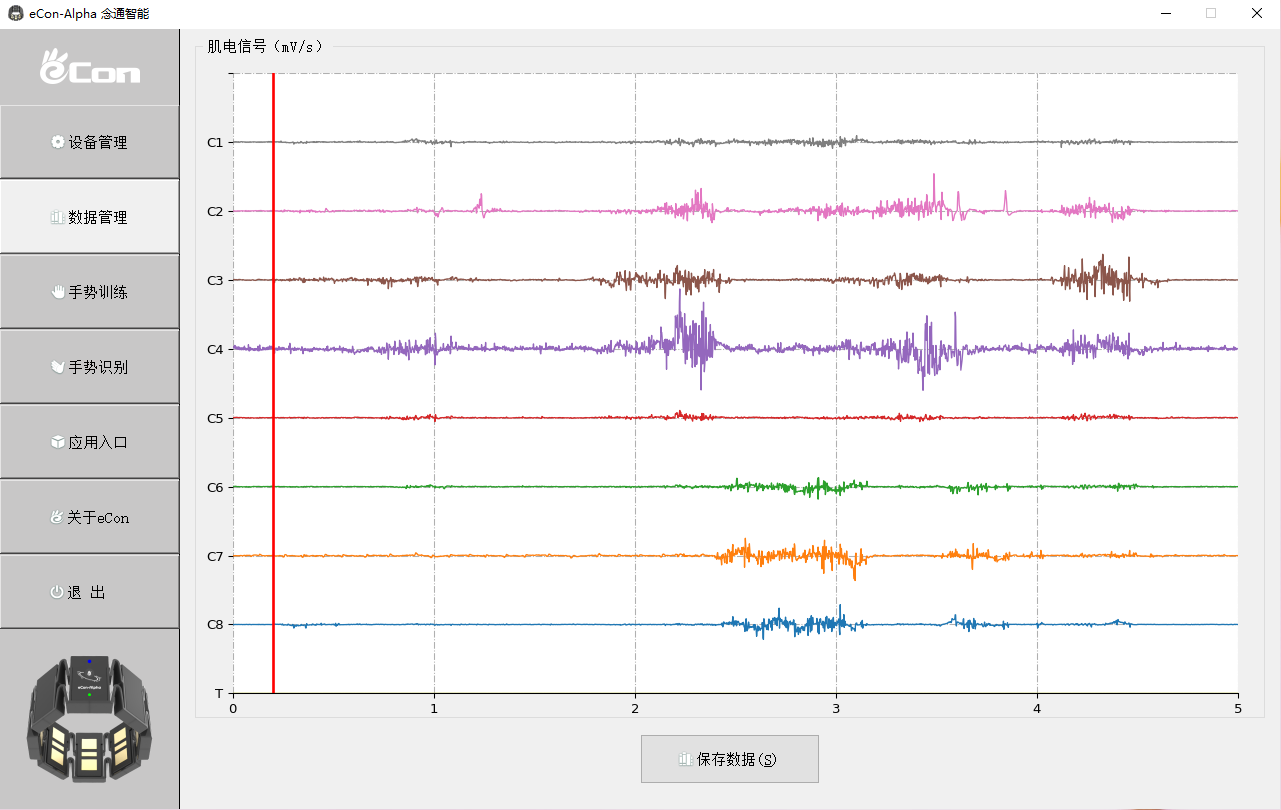 eCon-Alpha 念通智能
eCon
设备管理
数据管理
手势训练
手势识别
应用入口
关于eCon
退 出
eCon-Alpha
肌电信号（mV/s）
C1
C2
C3
C4
C5
C6
C7
C8
T
0 1 2 3 4 5
保存数据(S)